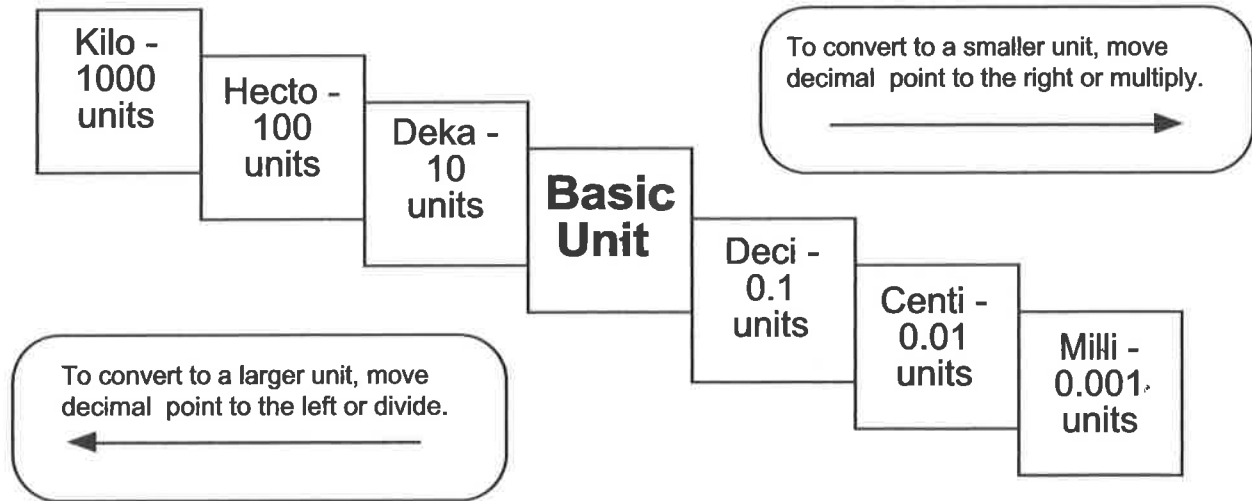 Kilo -
1000
units
Hecto -
100
units
Deka -
10
units
Basic
Unit
Deci -
0.1
units
Centi -
0.01
units
Milli -
0.001
units
To convert to a smaller unit, move
decimal point to the right or multiply.
To convert to a larger unit, move
decimal point to the left or divide.